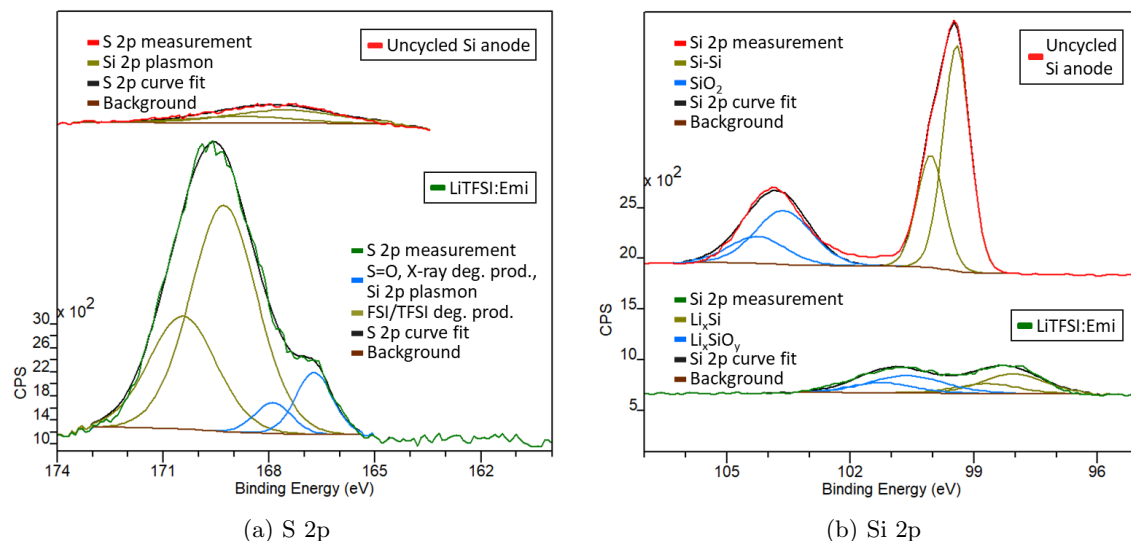 S 2p measurement
Si 2p plasmon
S 2p curve fit
Background
Uncycled Si anode
LiTFSI:Emi
S 2p measurement
S=O, X-ray deg. prod.,
Si 2p plasmon
FSI/TFSI deg. prod.
S 2p curve fit
Background
x 10²
30
26
22
18
14
10
CPS
174
171
168
165
162
Binding Energy (eV)
(a) S 2p
Si 2p measurement
Si-Si
SiO₂
Si 2p curve fit
Background
Uncycled
Si anode
x 10²
25
20
15
10
5
CPS
Si 2p measurement
LiₓSi
LiₓSiOᵧ
Si 2p curve fit
Background
LiTFSI:Emi
105
102
99
96
Binding Energy (eV)
(b) Si 2p